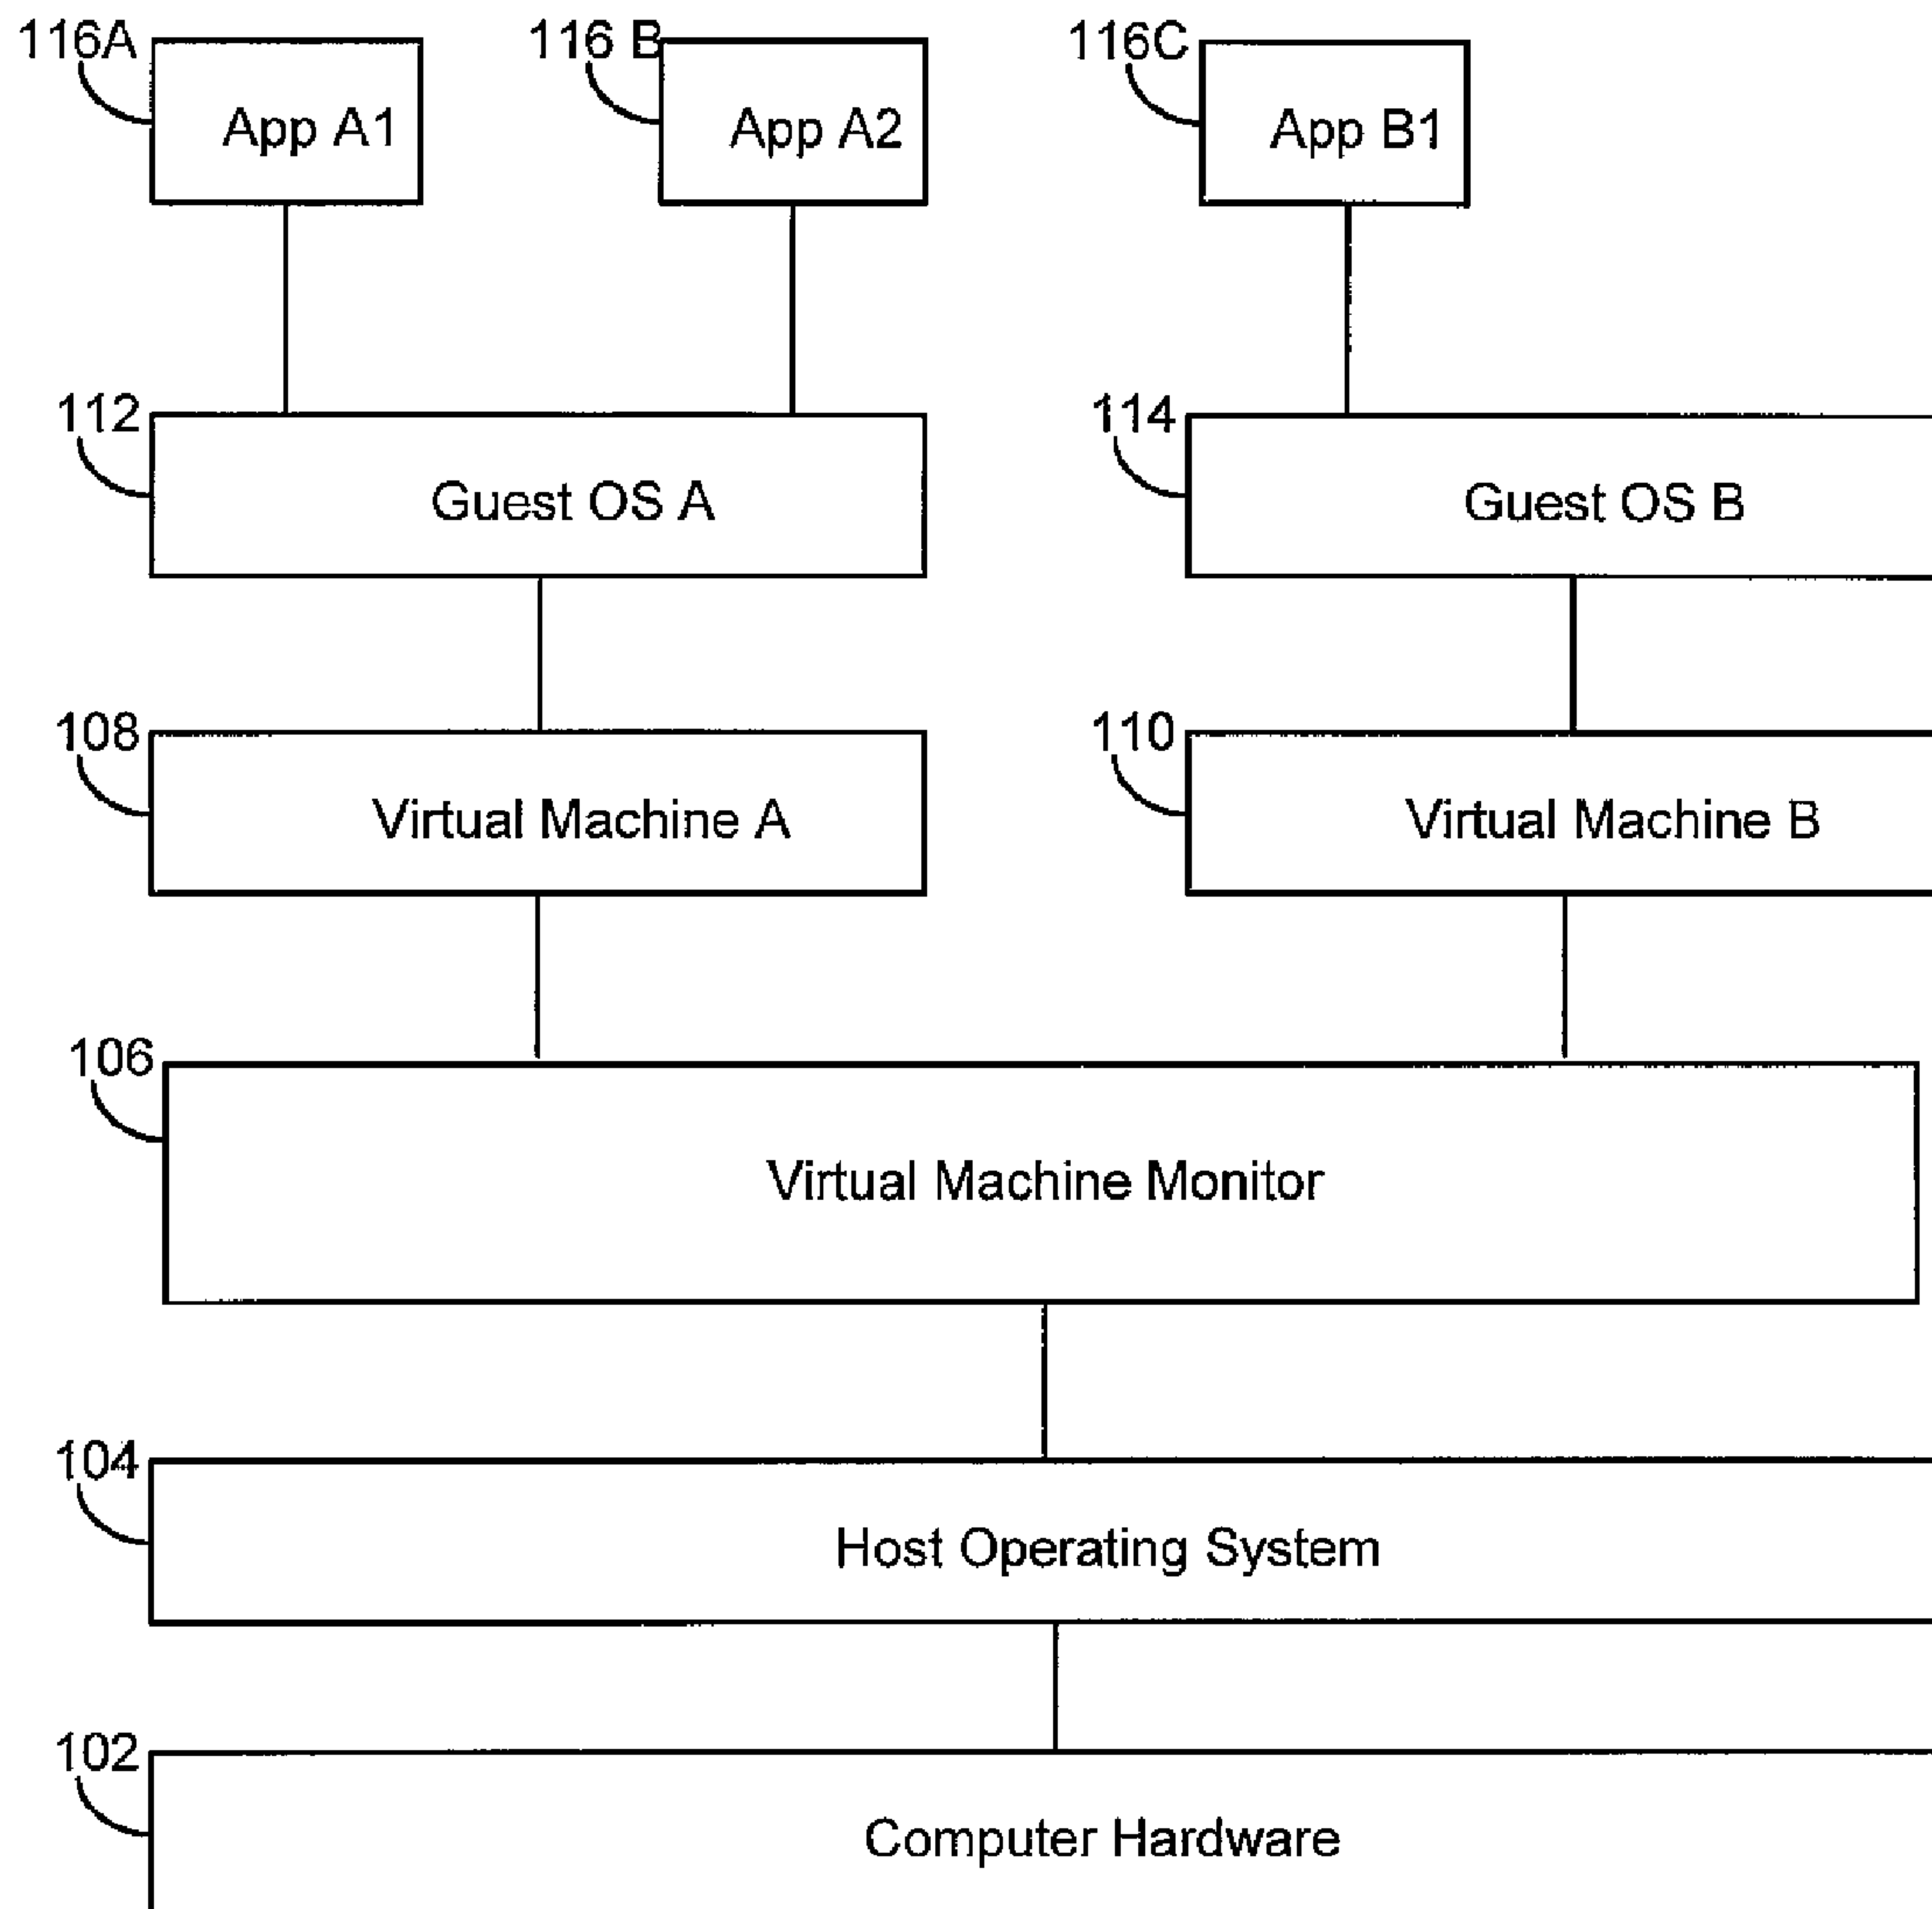 116A
116 B
116C
App A1
App A2
App B1
112
114
Guest OS A
Guest OS B
108
110
Virtual Machine A
Virtual Machine B
106
Virtual Machine Monitor
104
Host Operating System
102
Computer Hardware